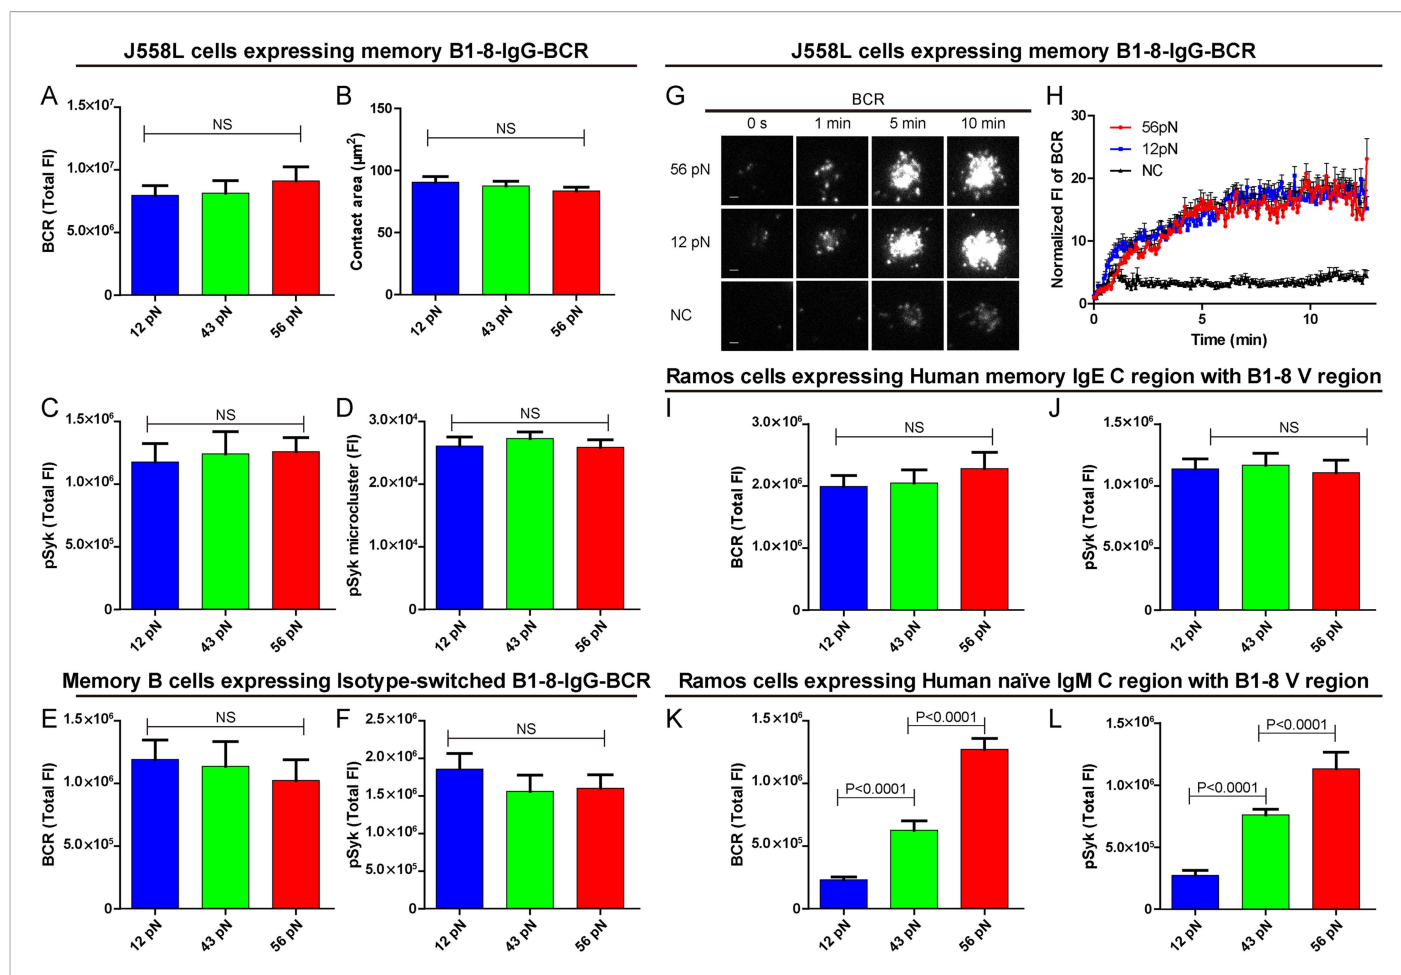 J558L cells expressing memory B1-8-IgG-BCR
A
BCR (Total FI)
1.5×10⁷
1.0×10⁷
5.0×10⁶
0
NS
12 pN
43 pN
56 pN
B
Contact area (µm²)
150
100
50
0
NS
12 pN
43 pN
56 pN
C
pSyk (Total FI)
1.5×10⁶
1.0×10⁶
5.0×10⁵
0
NS
12 pN
43 pN
56 pN
D
pSyk microcluster (FI)
3.0×10⁴
2.0×10⁴
1.0×10⁴
0
NS
12 pN
43 pN
56 pN
Memory B cells expressing Isotype-switched B1-8-IgG-BCR
E
BCR (Total FI)
1.5×10⁶
1.0×10⁶
5.0×10⁵
0
NS
12 pN
43 pN
56 pN
F
pSyk (Total FI)
2.5×10⁶
2.0×10⁶
1.5×10⁶
1.0×10⁶
5.0×10⁵
0
NS
12 pN
43 pN
56 pN
J558L cells expressing memory B1-8-IgG-BCR
G
BCR
0 s 1 min 5 min 10 min
56 pN
12 pN
NC
H
Normalized FI of BCR
30
20
10
0
56pN
12pN
NC
0 5 10
Time (min)
Ramos cells expressing Human memory IgE C region with B1-8 V region
I
BCR (Total FI)
3.0×10⁶
2.0×10⁶
1.0×10⁶
0
NS
12 pN
43 pN
56 pN
J
pSyk (Total FI)
1.5×10⁶
1.0×10⁶
5.0×10⁶
0
NS
12 pN
43 pN
56 pN
Ramos cells expressing Human naïve IgM C region with B1-8 V region
K
BCR (Total FI)
1.5×10⁶
1.0×10⁶
5.0×10⁵
0
P<0.0001
P<0.0001
12 pN
43 pN
56 pN
L
pSyk (Total FI)
1.5×10⁶
1.0×10⁶
5.0×10⁵
0
P<0.0001
P<0.0001
12 pN
43 pN
56 pN